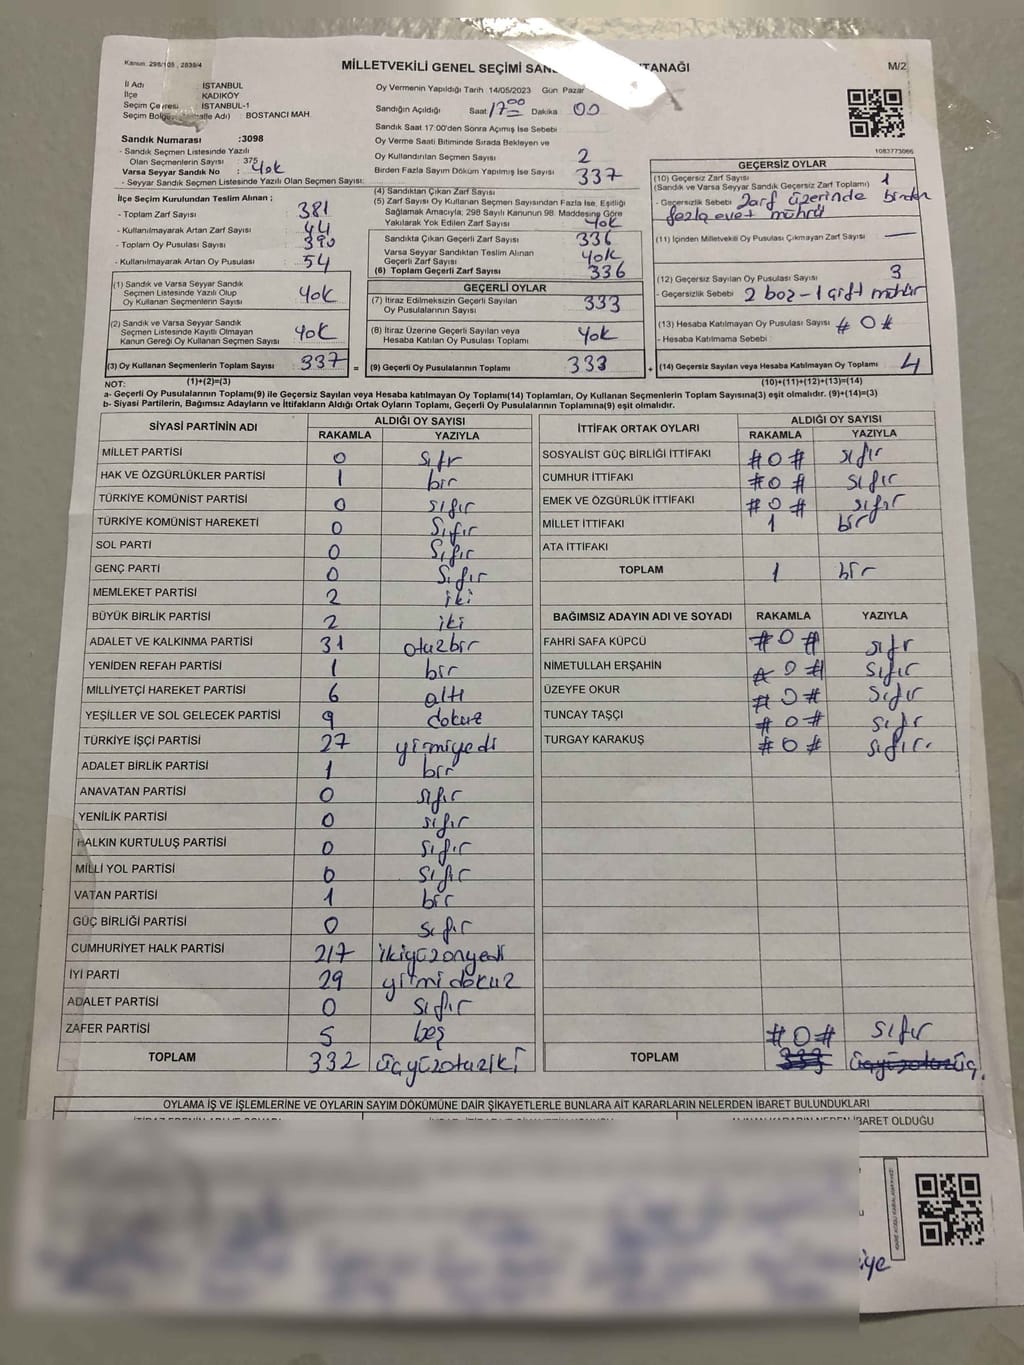 Kanun: 298/105 , 2839/4
MİLLETVEKİLİ GENEL SEÇİMİ TANAĞI
M/2
İl Adı : İSTANBUL
İlçe : KADIKÖY
Seçim Çevresi : İSTANBUL-1
BOSTANCI MAH.
Sandık Numarası :3098
- Sandık Seçmen Listesinde Yazılı
Olan Seçmenlerin Sayısı : 375
Varsa Seyyar Sandık No : Yok
- Seyyar Sandık Seçmen Listesinde Yazılı Olan Seçmen Sayısı:
Oy Vermenin Yapıldığı Tarih 14/05/2023 Gün Pazar
Sandığın Açıldığı Saat 17:00 Dakika 00
Sandık Saat 17:00'den Sonra Açılmış İse Sebebi
Oy Verme Saati Bitiminde Sırada Bekleyen ve
Oy Kullandırılan Seçmen Sayısı 2
Birden Fazla Sayım Döküm Yapılmış İse Sayısı 337
(4) Sandıktan Çıkan Zarf Sayısı
(5) Zarf Sayısı Oy Kullanan Seçmen Sayısından Fazla İse, Eşitliği
Sağlamak Amacıyla; 298 Sayılı Kanunun 98. Maddesine Göre
Yakılarak Yok Edilen Zarf Sayısı Yok
Sandıkta Çıkan Geçerli Zarf Sayısı 336
Varsa Seyyar Sandıktan Teslim Alınan
Geçerli Zarf Sayısı Yok
(6) Toplam Geçerli Zarf Sayısı 336
1083773066
İlçe Seçim Kurulundan Teslim Alınan ;
- Toplam Zarf Sayısı : 381
- Kullanılmayarak Artan Zarf Sayısı : 44
- Toplam Oy Pusulası Sayısı : 390
- Kullanılmayarak Artan Oy Pusulası : 54
(1) Sandık ve Varsa Seyyar Sandık
Seçmen Listesinde Yazılı Olup
Oy Kullanan Seçmenlerin Sayısı Yok
(2) Sandık ve Varsa Seyyar Sandık
Seçmen Listesinde Kayıtlı Olmayan
Kanun Gereği Oy Kullanan Seçmen Sayısı Yok
(3) Oy Kullanan Seçmenlerin Toplam Sayısı 337 =
GEÇERLİ OYLAR
(7) İtiraz Edilmeksizin Geçerli Sayılan
Oy Pusulalarının Sayısı 333
(8) İtiraz Üzerine Geçerli Sayılan veya
Hesaba Katılan Oy Pusulası Toplamı Yok
(9) Geçerli Oy Pusulalarının Toplamı 333 +
GEÇERSİZ OYLAR
(10) Geçersiz Zarf Sayısı 1
(Sandık ve Varsa Seyyar Sandık Geçersiz Zarf Toplamı)
- Geçersizlik Sebebi Zarf üzerinde birden
fazla evet mührü
(11) İçinden Milletvekili Oy Pusulası Çıkmayan Zarf Sayısı —
(12) Geçersiz Sayılan Oy Pusulası Sayısı 3
- Geçersizlik Sebebi 2 boz - 1 çift mühür
(13) Hesaba Katılmayan Oy Pusulası Sayısı # 0 #
- Hesaba Katılmama Sebebi
(14) Geçersiz Sayılan veya Hesaba Katılmayan Oy Toplamı 4
NOT: (1)+(2)=(3) (10)+(11)+(12)+(13)=(14)
a- Geçerli Oy Pusulalarının Toplamı(9) ile Geçersiz Sayılan veya Hesaba Katılmayan Oy Toplamı(14) Toplamları, Oy Kullanan Seçmenlerin Toplam Sayısına(3) eşit olmalıdır. (9)+(14)=(3)
b- Siyasi Partilerin, Bağımsız Adayların ve İttifakların Aldığı Ortak Oyların Toplamı, Geçerli Oy Pusulalarının Toplamına(9) eşit olmalıdır.
SİYASİ PARTİNİN ADI ALDIĞI OY SAYISI
RAKAMLA YAZIYLA
MİLLET PARTİSİ 0 sıfır
HAK VE ÖZGÜRLÜKLER PARTİSİ 1 bir
TÜRKİYE KOMÜNİST PARTİSİ 0 sıfır
TÜRKİYE KOMÜNİST HAREKETİ 0 Sıfır
SOL PARTİ 0 Sıfır
GENÇ PARTİ 0 Sıfır
MEMLEKET PARTİSİ 2 iki
BÜYÜK BİRLİK PARTİSİ 2 iki
ADALET VE KALKINMA PARTİSİ 31 otuzbir
YENİDEN REFAH PARTİSİ 1 bir
MİLLİYETÇİ HAREKET PARTİSİ 6 altı
YEŞİLLER VE SOL GELECEK PARTİSİ 9 dokuz
TÜRKİYE İŞÇİ PARTİSİ 27 yirmiyedi
ADALET BİRLİK PARTİSİ 1 bir
ANAVATAN PARTİSİ 0 sıfır
YENİLİK PARTİSİ 0 sıfır
HALKIN KURTULUŞ PARTİSİ 0 sıfır
MİLLİ YOL PARTİSİ 0 sıfır
VATAN PARTİSİ 1 bir
GÜÇ BİRLİĞİ PARTİSİ 0 sıfır
CUMHURİYET HALK PARTİSİ 217 ikiyüzonyedi
İYİ PARTİ 29 yirmidokuz
ADALET PARTİSİ 0 sıfır
ZAFER PARTİSİ 5 beş
TOPLAM 332 üçyüzotuziki
İTTİFAK ORTAK OYLARI ALDIĞI OY SAYISI
RAKAMLA YAZIYLA
SOSYALİST GÜÇ BİRLİĞİ İTTİFAKI # 0 # sıfır
CUMHUR İTTİFAKI # 0 # sıfır
EMEK VE ÖZGÜRLÜK İTTİFAKI # 0 # sıfır
MİLLET İTTİFAKI 1 bir
ATA İTTİFAKI
TOPLAM 1 bir
BAĞIMSIZ ADAYIN ADI VE SOYADI RAKAMLA YAZIYLA
FAHRİ SAFA KÜPCÜ # 0 # sıfır
NİMETULLAH ERŞAHİN # 0 # sıfır
ÜZEYFE OKUR # 0 # sıfır
TUNCAY TAŞÇI # 0 # sıfır
TURGAY KARAKUŞ # 0 # sıfır.
# 0 # sıfır
TOPLAM 333 üçyüzotuzüç.
OYLAMA İŞ VE İŞLEMLERİNE VE OYLARIN SAYIM DÖKÜMÜNE DAİR ŞİKAYETLERLE BUNLARA AİT KARARLARIN NELERDEN İBARET BULUNDUKLARI
İBARET OLDUĞU